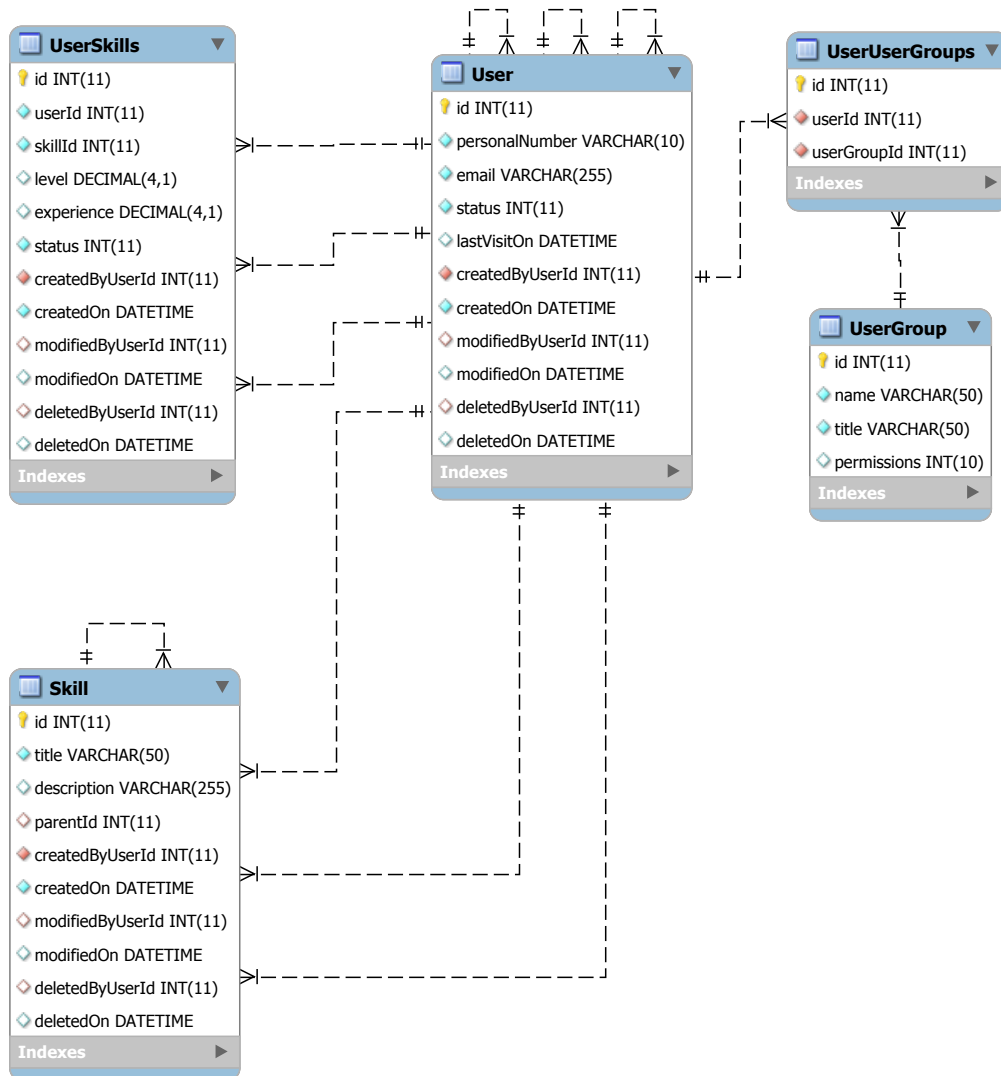 UserSkills
id INT(11)
userId INT(11)
skillId INT(11)
level DECIMAL(4,1)
experience DECIMAL(4,1)
status INT(11)
createdByUserId INT(11)
createdOn DATETIME
modifiedByUserId INT(11)
modifiedOn DATETIME
deletedByUserId INT(11)
deletedOn DATETIME
Indexes
User
id INT(11)
personalNumber VARCHAR(10)
email VARCHAR(255)
status INT(11)
lastVisitOn DATETIME
createdByUserId INT(11)
createdOn DATETIME
modifiedByUserId INT(11)
modifiedOn DATETIME
deletedByUserId INT(11)
deletedOn DATETIME
Indexes
UserUserGroups
id INT(11)
userId INT(11)
userGroupId INT(11)
Indexes
UserGroup
id INT(11)
name VARCHAR(50)
title VARCHAR(50)
permissions INT(10)
Indexes
Skill
id INT(11)
title VARCHAR(50)
description VARCHAR(255)
parentId INT(11)
createdByUserId INT(11)
createdOn DATETIME
modifiedByUserId INT(11)
modifiedOn DATETIME
deletedByUserId INT(11)
deletedOn DATETIME
Indexes